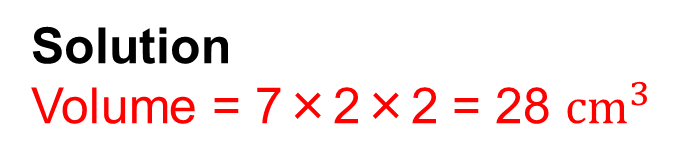 Solution
Volume = 7 × 2 × 2 = 28 cm³